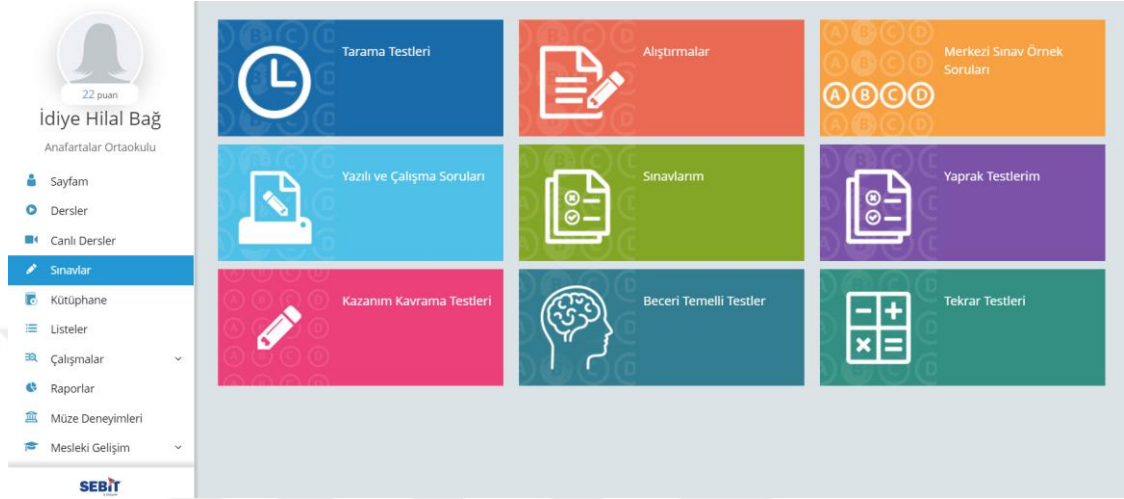 22 puan
İdiye Hilal Bağ
Anafartalar Ortaokulu
Sayfam
Dersler
Canlı Dersler
Sınavlar
Kütüphane
Listeler
Çalışmalar
Raporlar
Müze Deneyimleri
Mesleki Gelişim
SEBİT
Tarama Testleri
Alıştırmalar
Merkezi Sınav Örnek
Soruları
A B C D
Yazılı ve Çalışma Soruları
Sınavlarım
Yaprak Testlerim
Kazanım Kavrama Testleri
Beceri Temelli Testler
Tekrar Testleri